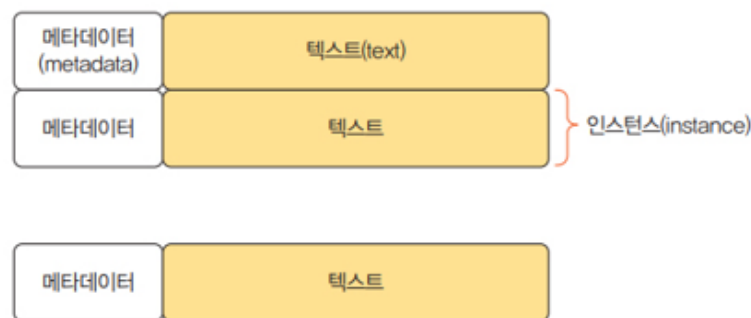 메타데이터
(metadata)
텍스트(text)
메타데이터
텍스트
인스턴스(instance)
메타데이터
텍스트